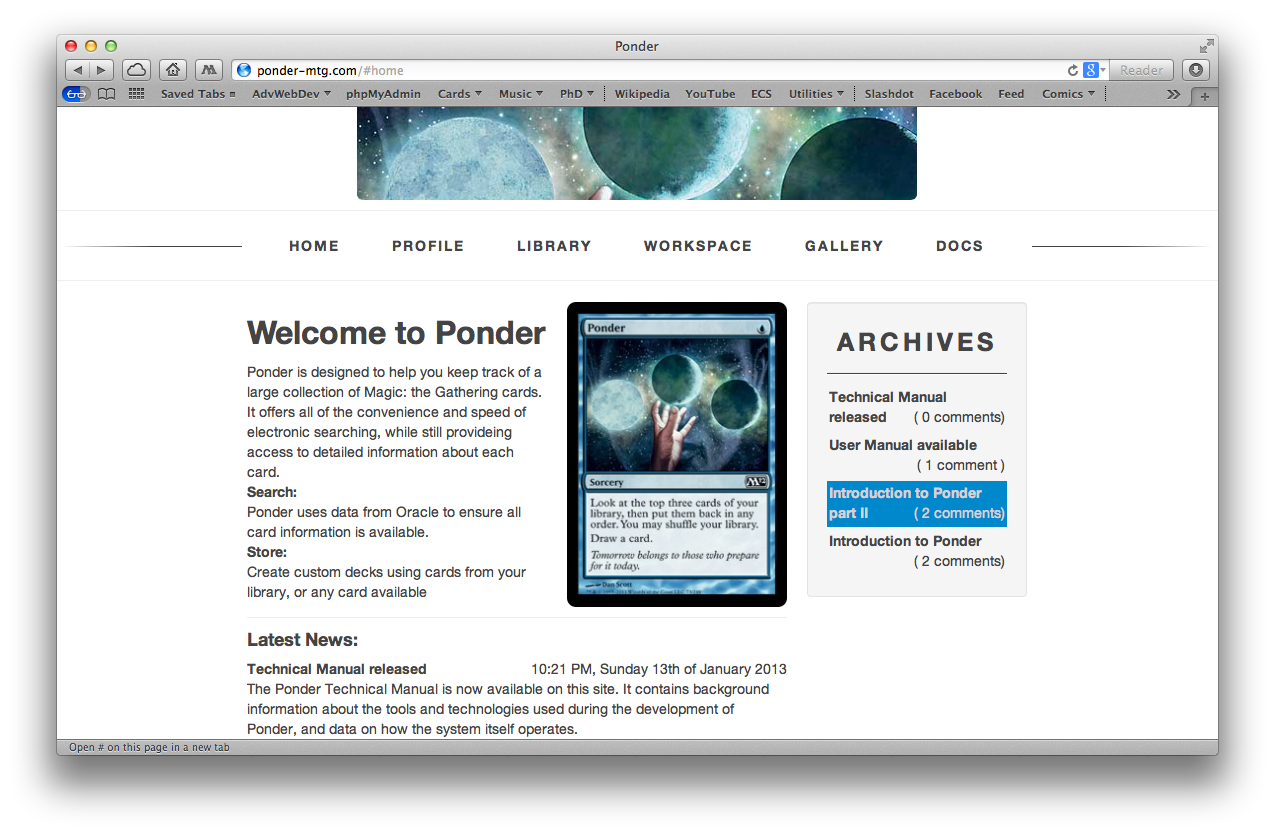 Ponder
ponder-mtg.com/#home
Reader
Saved Tabs AdvWebDev phpMyAdmin Cards Music PhD Wikipedia YouTube ECS Utilities Slashdot Facebook Feed Comics
HOME PROFILE LIBRARY WORKSPACE GALLERY DOCS
Welcome to Ponder
Ponder is designed to help you keep track of a
large collection of Magic: the Gathering cards.
It offers all of the convenience and speed of
electronic searching, while still provideing
access to detailed information about each
card.
Search:
Ponder uses data from Oracle to ensure all
card information is available.
Store:
Create custom decks using cards from your
library, or any card available
Ponder
Sorcery
Look at the top three cards of your
library, then put them back in any
order. You may shuffle your library.
Draw a card.
Tomorrow belongs to those who prepare
for it today.
Dan Scott
ARCHIVES
Technical Manual
released ( 0 comments)
User Manual available
( 1 comment )
Introduction to Ponder
part II ( 2 comments)
Introduction to Ponder
( 2 comments)
Latest News:
Technical Manual released 10:21 PM, Sunday 13th of January 2013
The Ponder Technical Manual is now available on this site. It contains background
information about the tools and technologies used during the development of
Ponder, and data on how the system itself operates.
Open # on this page in a new tab